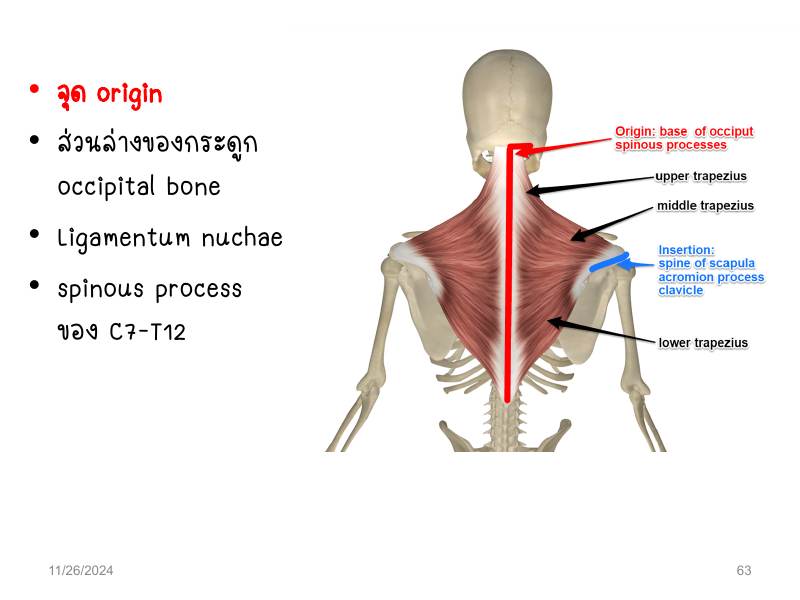 • จุด origin
• ส่วนล่างของกระดูก
occipital bone
• Ligamentum nuchae
• spinous process
ของ C7-T12
Origin: base of occiput
spinous processes
upper trapezius
middle trapezius
Insertion:
spine of scapula
acromion process
clavicle
lower trapezius
11/26/2024
63